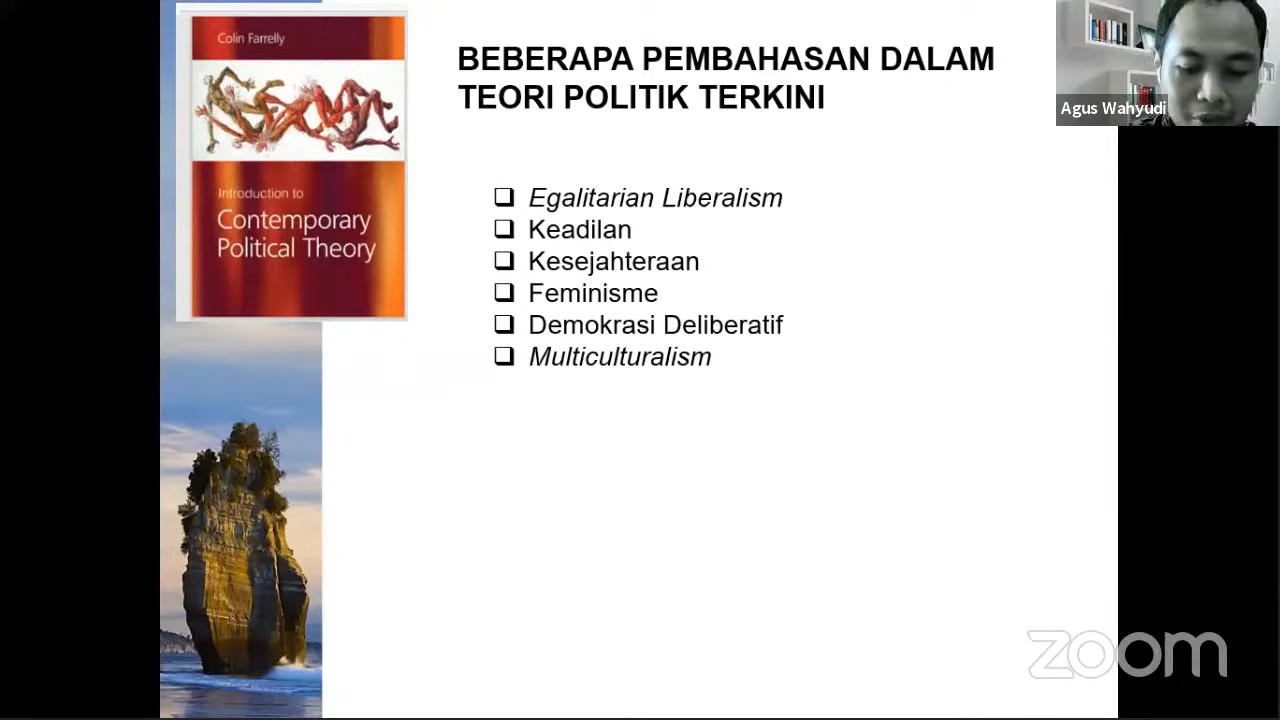 Colin Farrelly
Introduction to
Contemporary
Political Theory
BEBERAPA PEMBAHASAN DALAM
TEORI POLITIK TERKINI
Egalitarian Liberalism
Keadilan
Kesejahteraan
Feminisme
Demokrasi Deliberatif
Multiculturalism
Agus Wahyudi
zoom